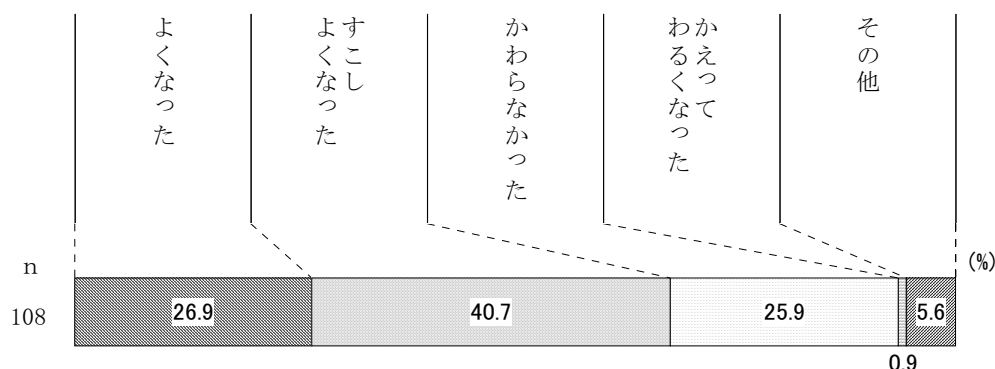 よくなった
すこし
よくなった
かわらなかった
かえって
わるくなった
その他
n
(%)
108
26.9
40.7
25.9
0.9
5.6